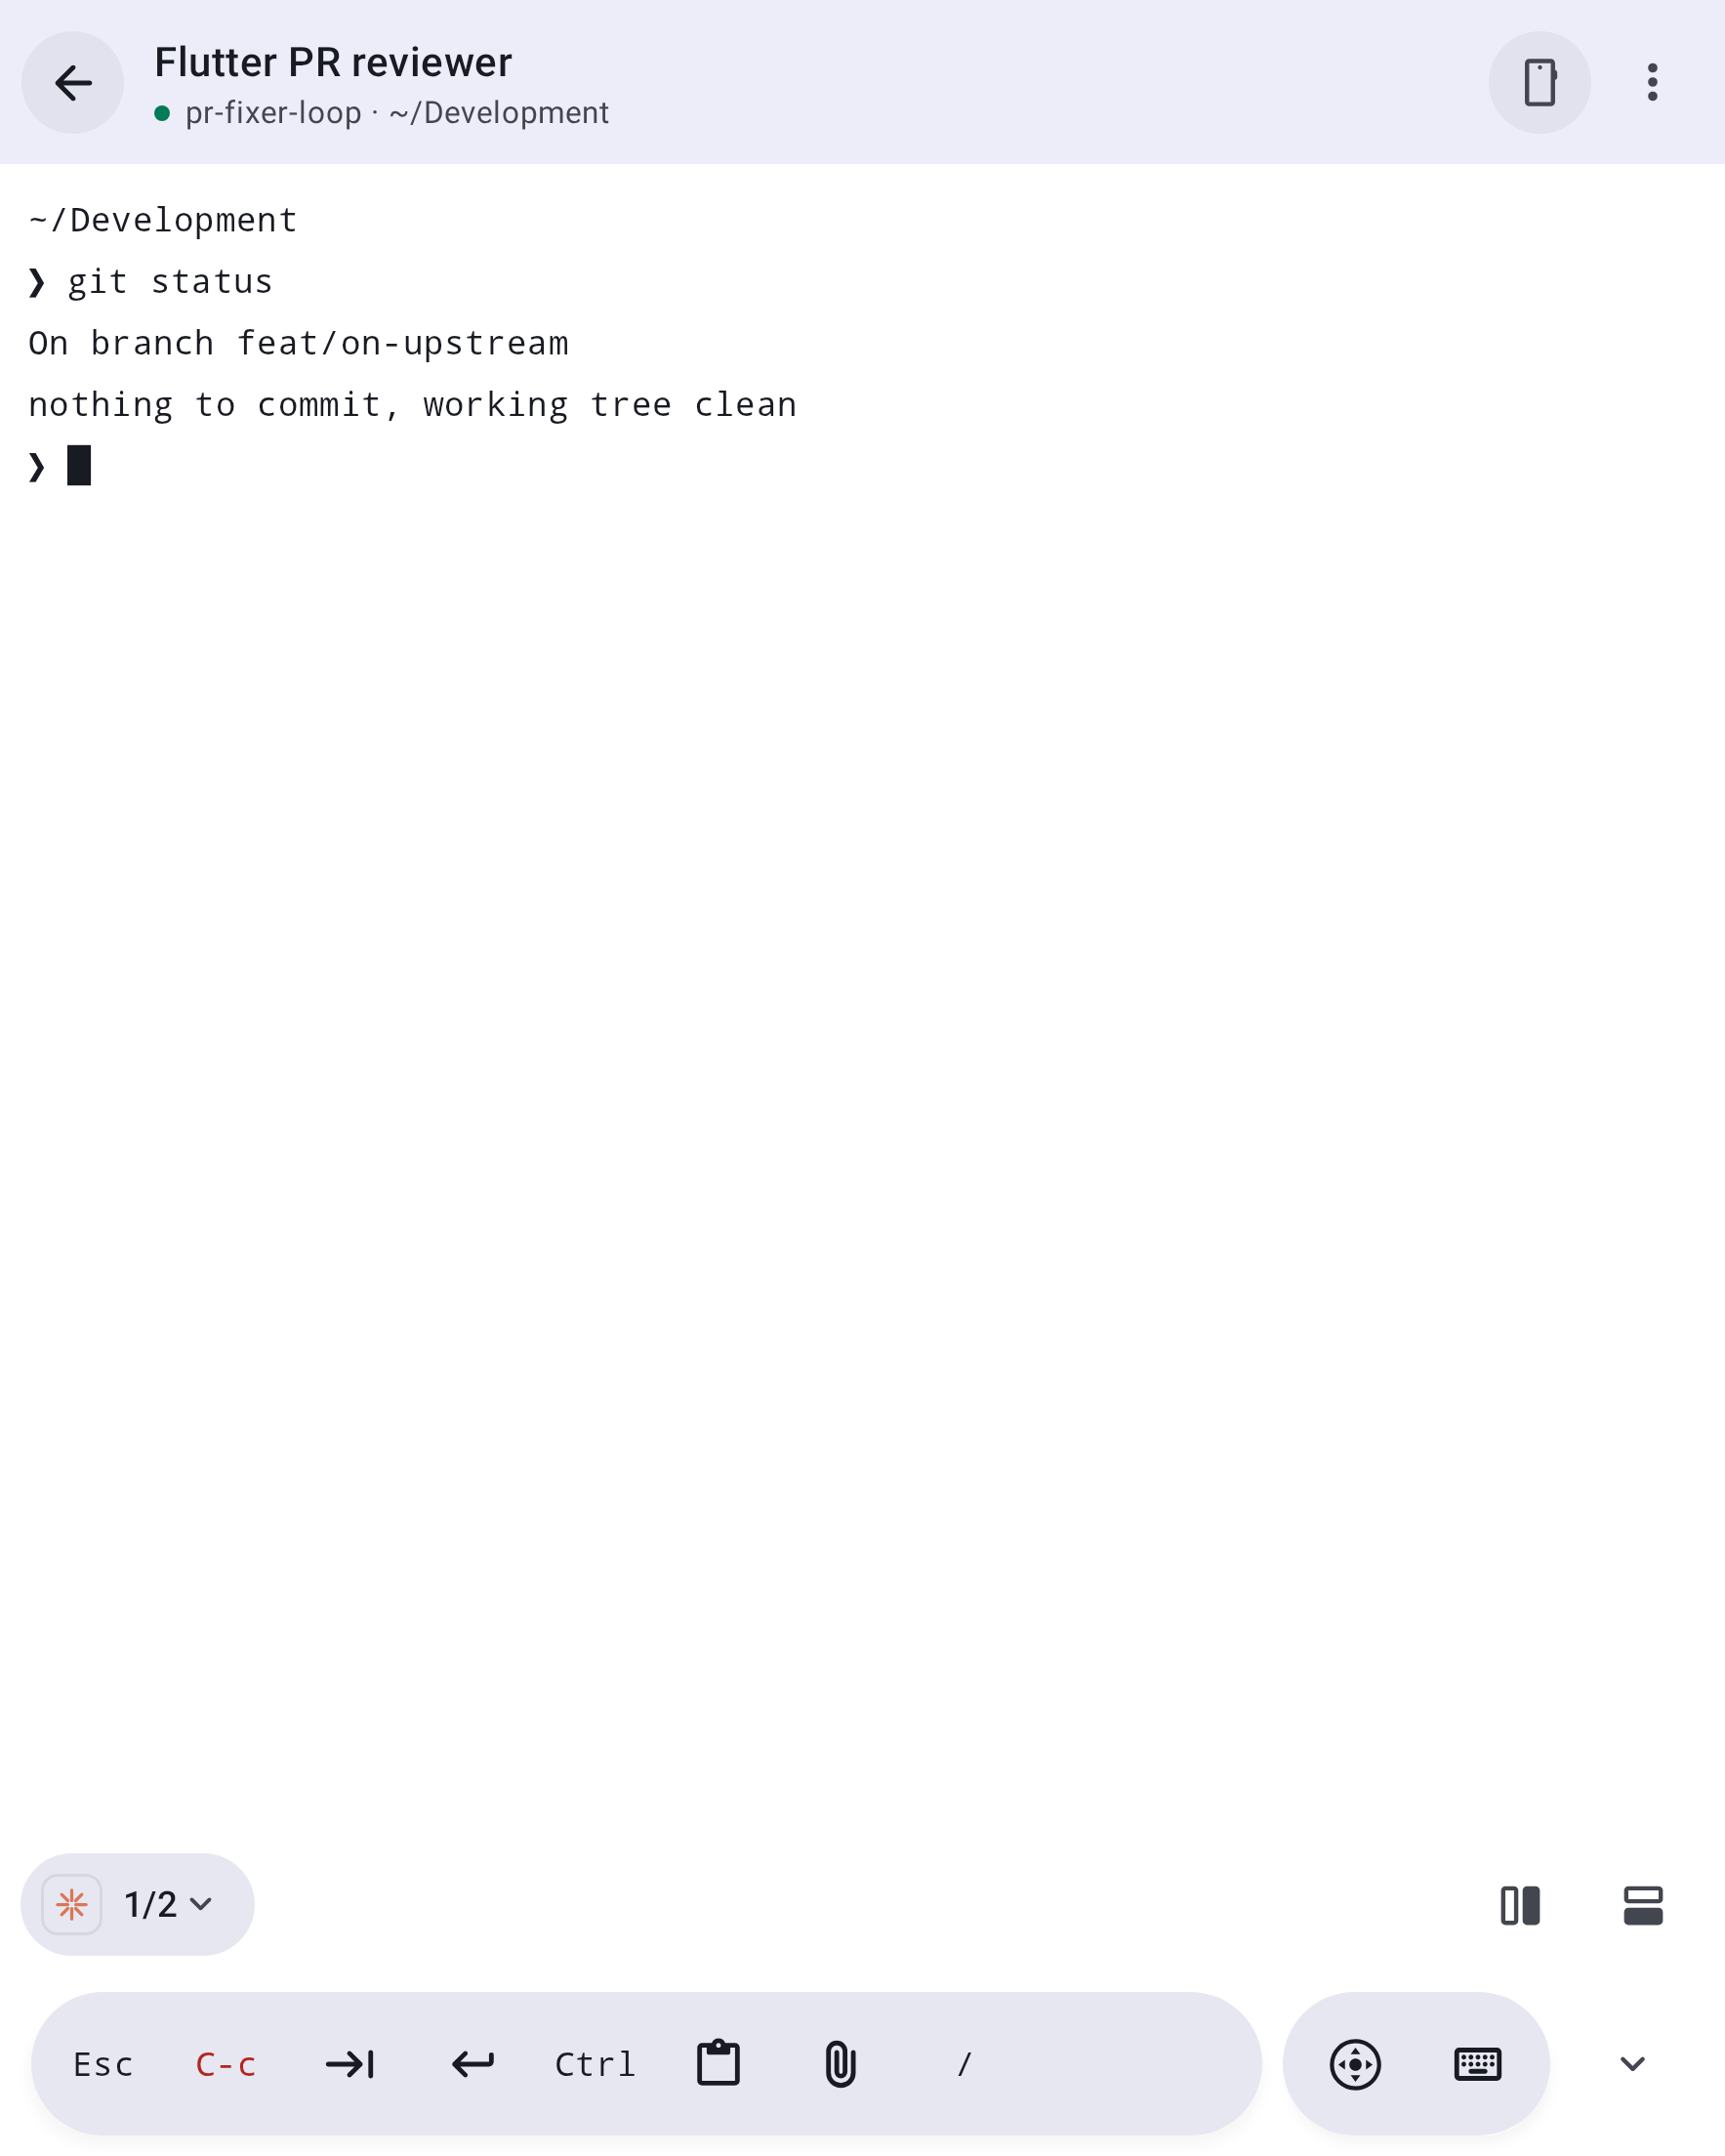 Flutter PR reviewer
pr-fixer-loop · ~/Development
~/Development
❯ git status
On branch feat/on-upstream
nothing to commit, working tree clean
❯
1/2
Esc C-c Ctrl /